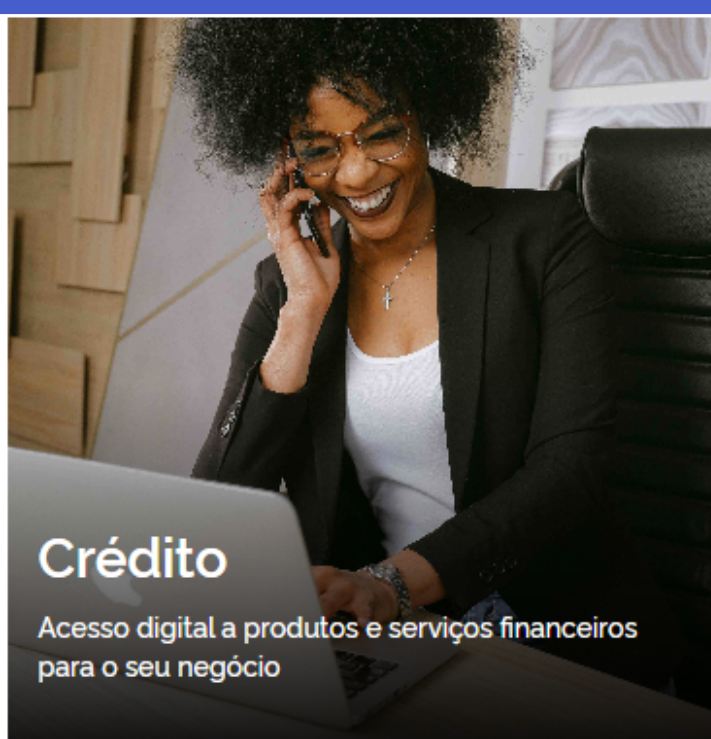 Crédito
Acesso digital a produtos e serviços financeiros
para o seu negócio